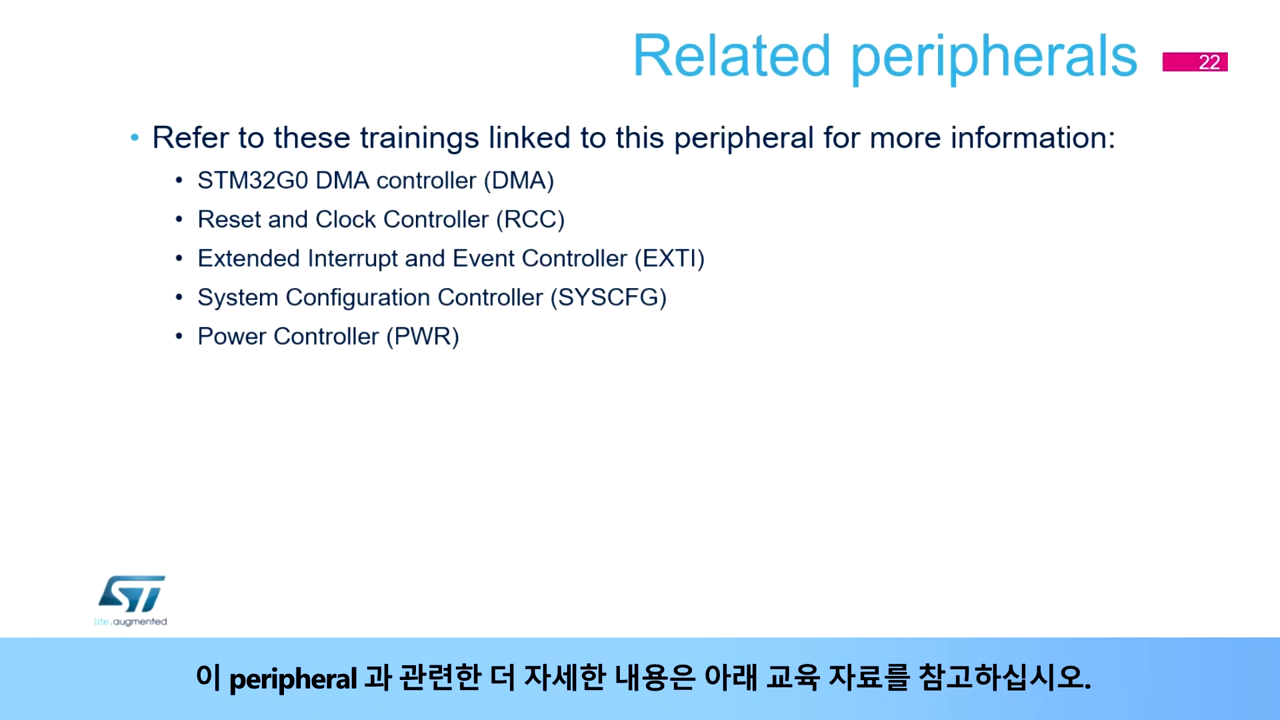 Related peripherals
22
• Refer to these trainings linked to this peripheral for more information:
• STM32G0 DMA controller (DMA)
• Reset and Clock Controller (RCC)
• Extended Interrupt and Event Controller (EXTI)
• System Configuration Controller (SYSCFG)
• Power Controller (PWR)
ST
life.augmented
이 peripheral 과 관련한 더 자세한 내용은 아래 교육 자료를 참고하십시오.